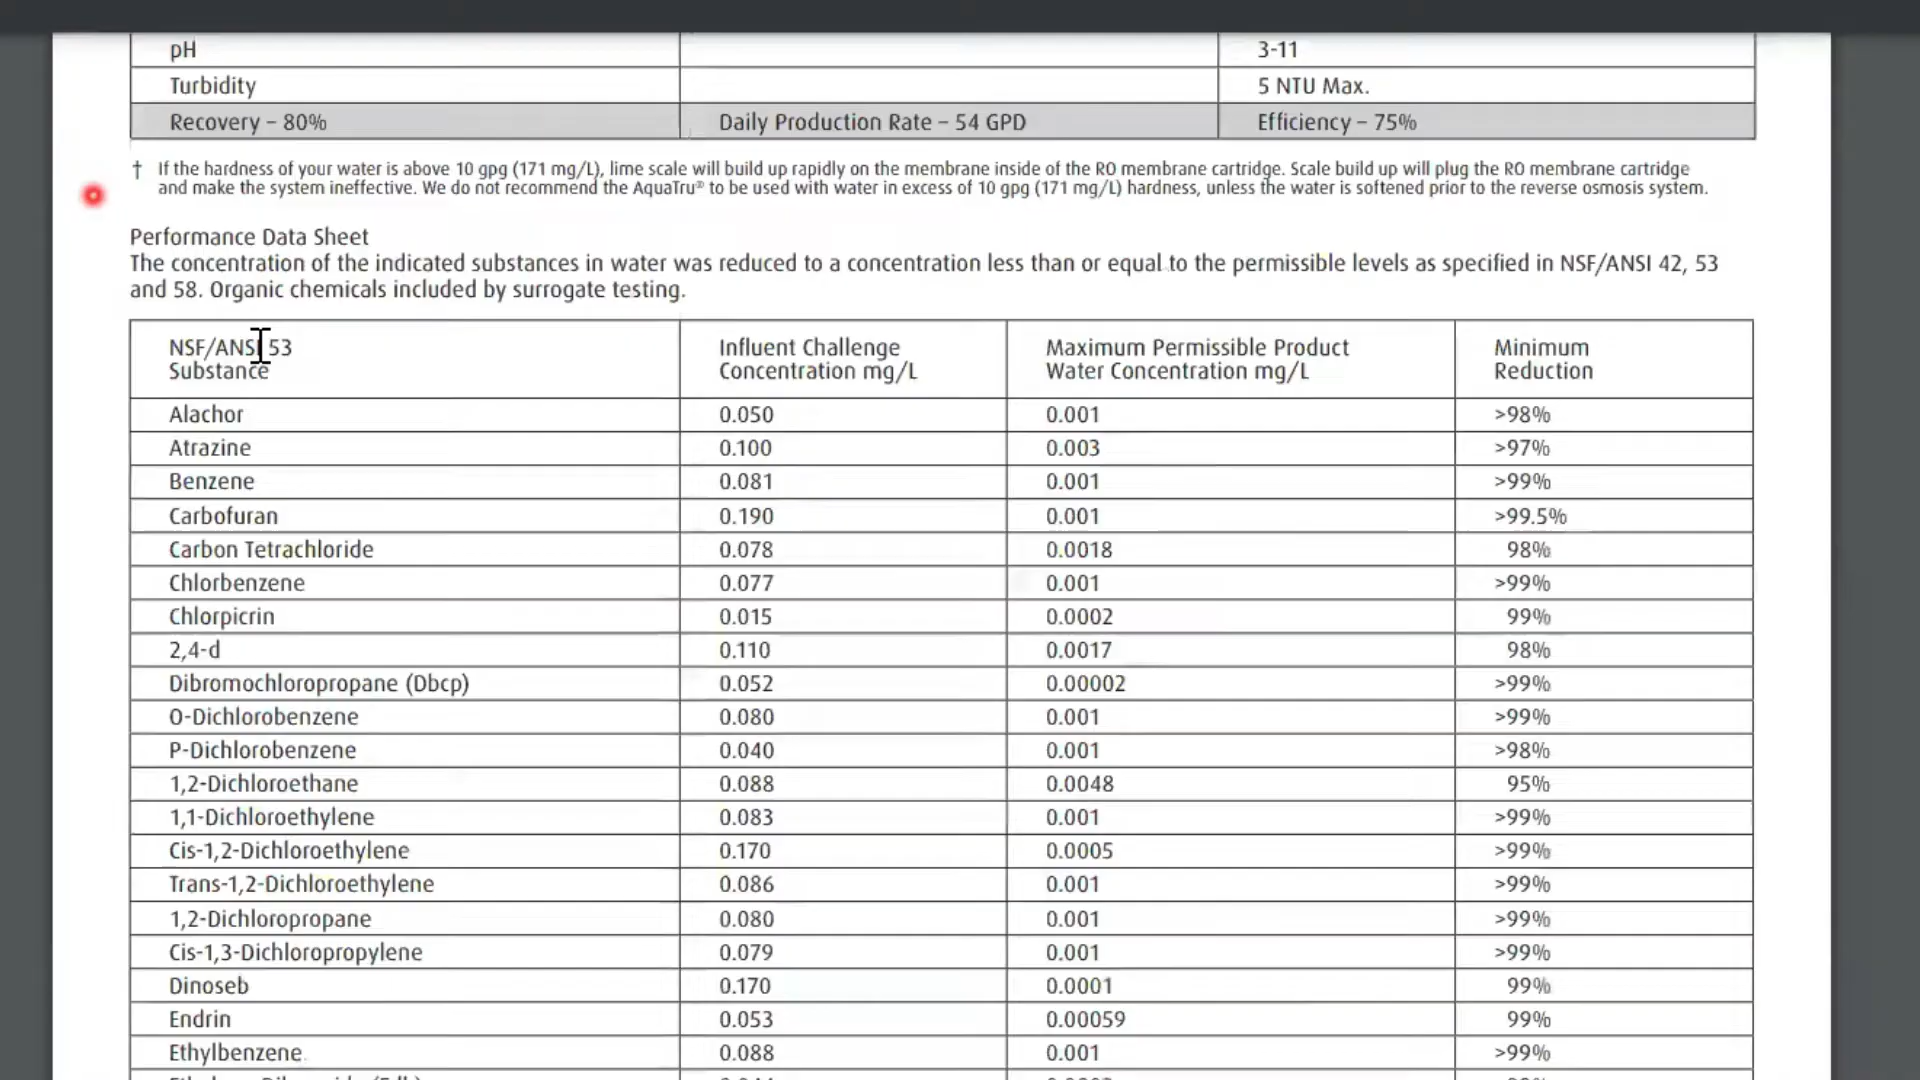 pH 3-11
Turbidity 5 NTU Max.
Recovery – 80% Daily Production Rate – 54 GPD Efficiency – 75%
† If the hardness of your water is above 10 gpg (171 mg/L), lime scale will build up rapidly on the membrane inside of the RO membrane cartridge. Scale build up will plug the RO membrane cartridge
and make the system ineffective. We do not recommend the AquaTru® to be used with water in excess of 10 gpg (171 mg/L) hardness, unless the water is softened prior to the reverse osmosis system.
Performance Data Sheet
The concentration of the indicated substances in water was reduced to a concentration less than or equal to the permissible levels as specified in NSF/ANSI 42, 53
and 58. Organic chemicals included by surrogate testing.
NSF/ANSI 53 Influent Challenge Maximum Permissible Product Minimum
Substance Concentration mg/L Water Concentration mg/L Reduction
Alachor 0.050 0.001 >98%
Atrazine 0.100 0.003 >97%
Benzene 0.081 0.001 >99%
Carbofuran 0.190 0.001 >99.5%
Carbon Tetrachloride 0.078 0.0018 98%
Chlorbenzene 0.077 0.001 >99%
Chlorpicrin 0.015 0.0002 99%
2,4-d 0.110 0.0017 98%
Dibromochloropropane (Dbcp) 0.052 0.00002 >99%
O-Dichlorobenzene 0.080 0.001 >99%
P-Dichlorobenzene 0.040 0.001 >98%
1,2-Dichloroethane 0.088 0.0048 95%
1,1-Dichloroethylene 0.083 0.001 >99%
Cis-1,2-Dichloroethylene 0.170 0.0005 >99%
Trans-1,2-Dichloroethylene 0.086 0.001 >99%
1,2-Dichloropropane 0.080 0.001 >99%
Cis-1,3-Dichloropropylene 0.079 0.001 >99%
Dinoseb 0.170 0.0001 99%
Endrin 0.053 0.00059 99%
Ethylbenzene 0.088 0.001 >99%